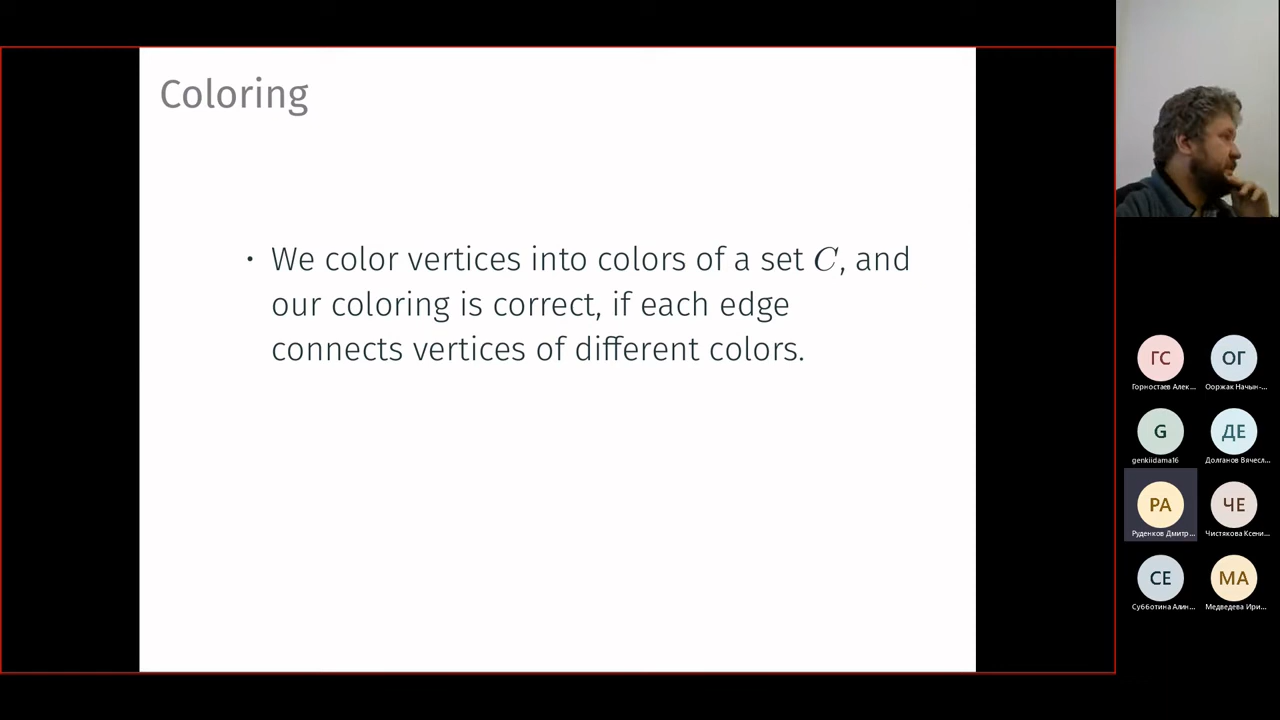 Coloring
• We color vertices into colors of a set C, and
our coloring is correct, if each edge
connects vertices of different colors.
ГС
Горностаев Алек...
ОГ
Ооржак Начын-...
G
genkiidama16
ДЕ
Долганов Вячесл...
РА
Руденков Дмитр...
ЧЕ
Чистякова Ксени...
СЕ
Субботина Алин...
МА
Медведева Ири...